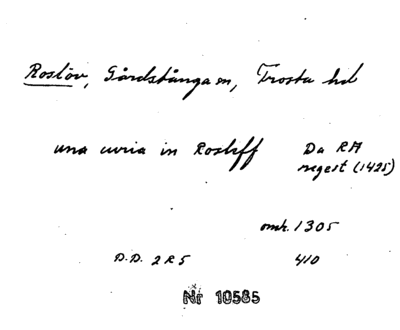 Roslöv, Gårdstånga sn, Frosta hd
una curia in Rosleff Da RA
regest (1425)
omkr. 1305
D.D. 2 R 5 410
Nr 10585